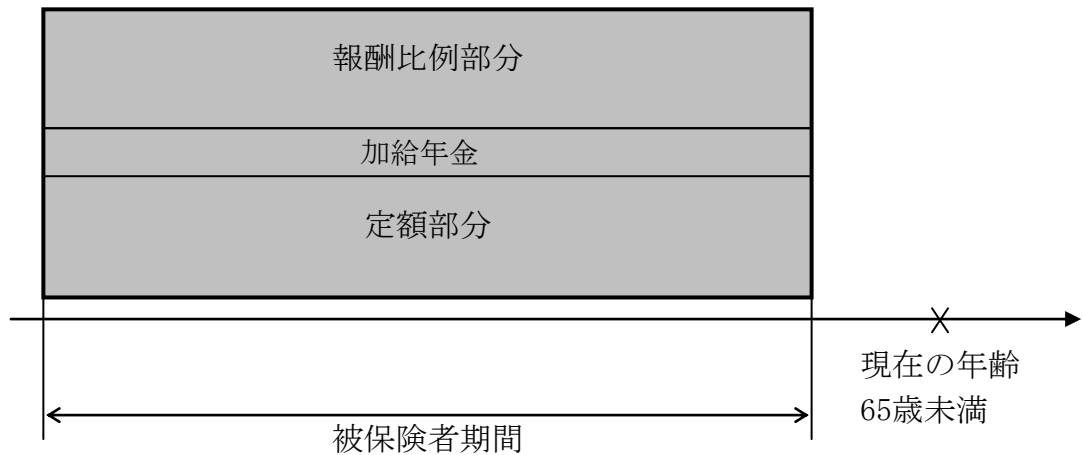 報酬比例部分
加給年金
定額部分
現在の年齢
65歳未満
被保険者期間